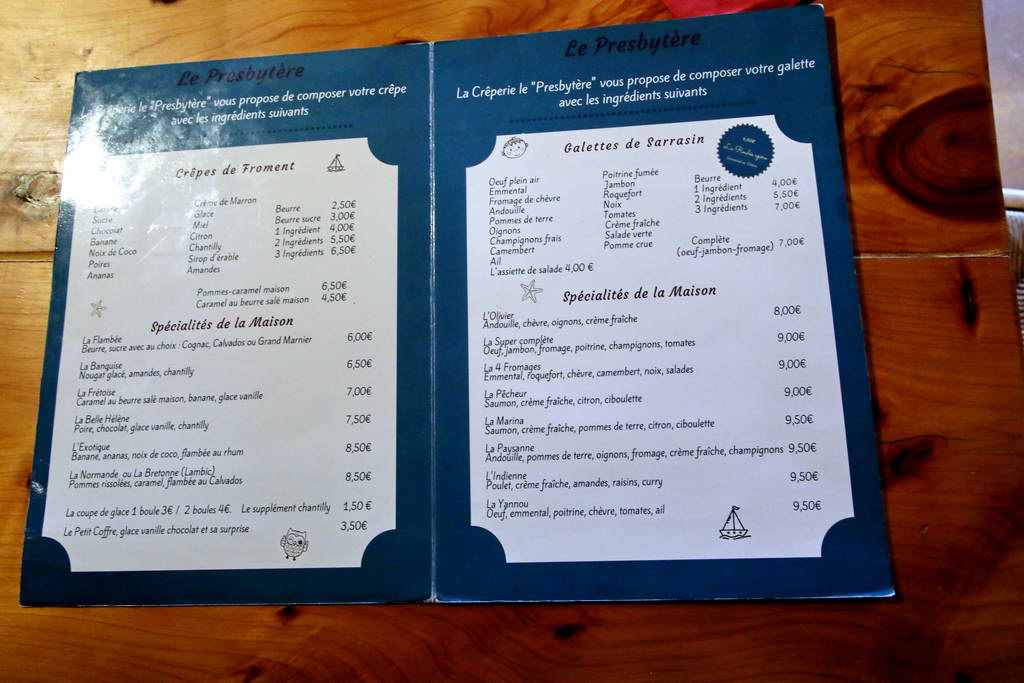 Le Presbytère
La Crêperie le "Presbytère" vous propose de composer votre crêpe
avec les ingrédients suivants
Crêpes de Froment
Sucre
Chocolat
Banane
Noix de Coco
Poires
Ananas
Crème de Marron
Glace
Miel
Citron
Chantilly
Sirop d'érable
Amandes
Beurre 2,50€
Beurre sucre 3,00€
1 Ingrédient 4,00€
2 Ingrédients 5,50€
3 Ingrédients 6,50€
Pommes-caramel maison 6,50€
Caramel au beurre salé maison 4,50€
Spécialités de la Maison
La Flambée
Beurre, sucre avec au choix : Cognac, Calvados ou Grand Marnier 6,00€
La Banquise
Nougat glacé, amandes, chantilly 6,50€
La Frétoise
Caramel au beurre salé maison, banane, glace vanille 7,00€
La Belle Hélène
Poire, chocolat, glace vanille, chantilly 7,50€
L'Exotique
Banane, ananas, noix de coco, flambée au rhum 8,50€
La Normande ou La Bretonne (Lambic)
Pommes rissolées, caramel, flambée au Calvados 8,50€
La coupe de glace 1 boule 3€ / 2 boules 4€. Le supplément chantilly 1,50 €
Le Petit Coffre, glace vanille chocolat et sa surprise 3,50€
Le Presbytère
La Crêperie le "Presbytère" vous propose de composer votre galette
avec les ingrédients suivants
Galettes de Sarrasin
Oeuf plein air
Emmental
Fromage de chèvre
Andouille
Pommes de terre
Oignons
Champignons frais
Camembert
Ail
L'assiette de salade 4,00 €
Poitrine fumée
Jambon
Roquefort
Noix
Tomates
Crème fraîche
Salade verte
Pomme crue
Beurre
1 Ingrédient 4,00€
2 Ingrédients 5,50€
3 Ingrédients 7,00€
Complète
(oeuf-jambon-fromage) 7,00€
Spécialités de la Maison
L'Olivier
Andouille, chèvre, oignons, crème fraîche 8,00€
La Super complète
Oeuf, jambon, fromage, poitrine, champignons, tomates 9,00€
La 4 Fromages
Emmental, roquefort, chèvre, camembert, noix, salades 9,00€
La Pêcheur
Saumon, crème fraîche, citron, ciboulette 9,00€
La Marina
Saumon, crème fraîche, pommes de terre, citron, ciboulette 9,50€
La Paysanne
Andouille, pommes de terre, oignons, fromage, crème fraîche, champignons 9,50€
L'Indienne
Poulet, crème fraîche, amandes, raisins, curry 9,50€
La Yannou
Oeuf, emmental, poitrine, chèvre, tomates, ail 9,50€